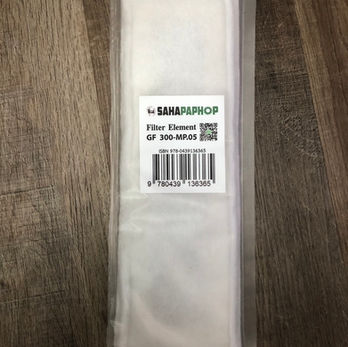 SAHAPAPHOP
Filter Element
GF 300-MP.05
ISBN 978-0439136365
9 780439 136365